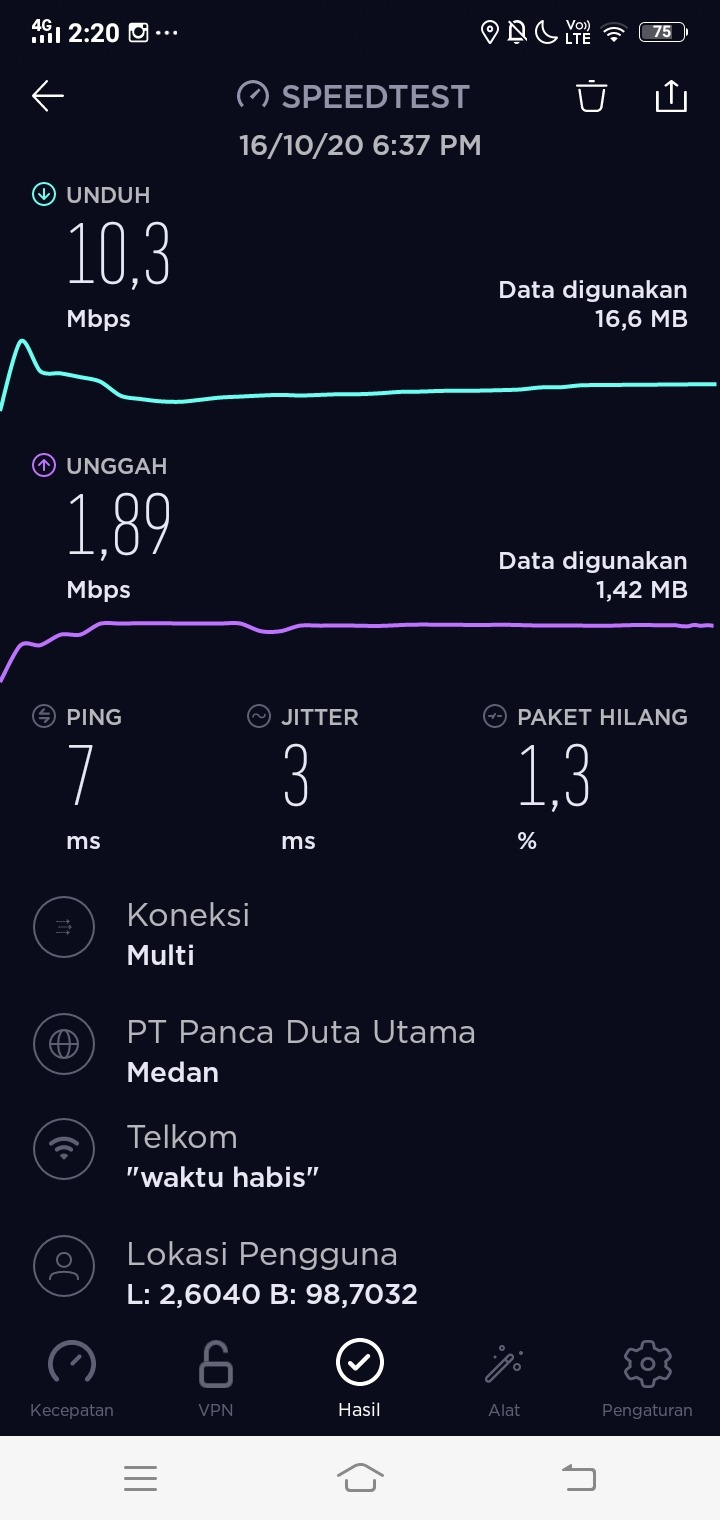 4G 2:20 Vo)) LTE 75
SPEEDTEST
16/10/20 6:37 PM
UNDUH
10,3
Mbps
Data digunakan
16,6 MB
UNGGAH
1,89
Mbps
Data digunakan
1,42 MB
PING JITTER PAKET HILANG
7 3 1,3
ms ms %
Koneksi
Multi
PT Panca Duta Utama
Medan
Telkom
"waktu habis"
Lokasi Pengguna
L: 2,6040 B: 98,7032
Kecepatan VPN Hasil Alat Pengaturan